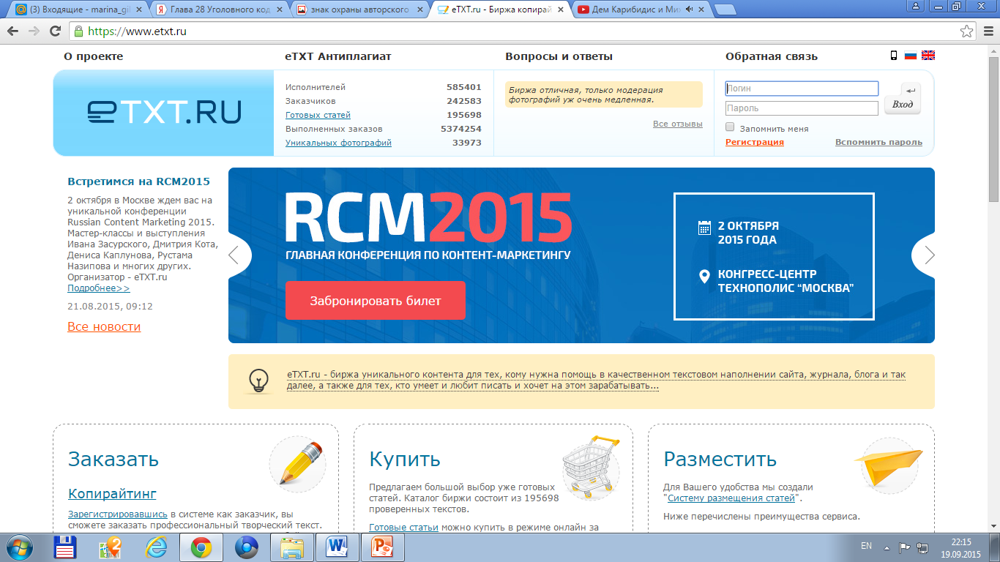 (3) Входящие - marina_gil
Глава 28 Уголовного код
знак охраны авторского
eTXT.ru - Биржа копирай
Дем Карибидис и Ми
https://www.etxt.ru
О проекте
eTXT Антиплагиат
Вопросы и ответы
Обратная связь
eTXT.RU
Исполнителей 585401
Заказчиков 242583
Готовых статей 195698
Выполненных заказов 5374254
Уникальных фотографий 33973
Биржа отличная, только модерация
фотографий уж очень медленная.
Все отзывы
Логин
Пароль
Вход
Запомнить меня
Регистрация
Вспомнить пароль
Встретимся на RCM2015
2 октября в Москве ждем вас на
уникальной конференции
Russian Content Marketing 2015.
Мастер-классы и выступления
Ивана Засурского, Дмитрия Кота,
Дениса Каплунова, Рустама
Назипова и многих других.
Организатор - eTXT.ru
Подробнее>>
21.08.2015, 09:12
Все новости
RCM2015
ГЛАВНАЯ КОНФЕРЕНЦИЯ ПО КОНТЕНТ-МАРКЕТИНГУ
Забронировать билет
2 ОКТЯБРЯ
2015 ГОДА
КОНГРЕСС-ЦЕНТР
ТЕХНОПОЛИС “МОСКВА”
eTXT.ru - биржа уникального контента для тех, кому нужна помощь в качественном текстовом наполнении сайта, журнала, блога и так
далее, а также для тех, кто умеет и любит писать и хочет на этом зарабатывать...
Заказать
Копирайтинг
Зарегистрировавшись в системе как заказчик, вы
сможете заказать профессиональный творческий текст.
Купить
Предлагаем большой выбор уже готовых
статей. Каталог биржи состоит из 195698
проверенных текстов.
Готовые статьи можно купить в режиме онлайн за
Разместить
Для Вашего удобства мы создали
"Систему размещения статей".
Ниже перечислены преимущества сервиса.
EN
22:15
19.09.2015